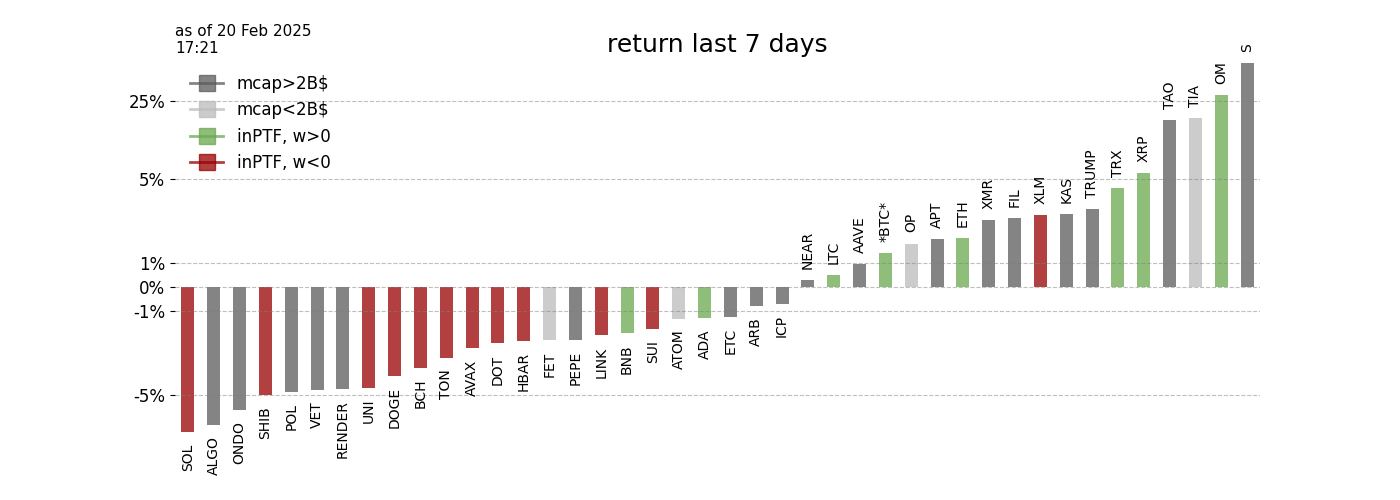 as of 20 Feb 2025
17:21
return last 7 days
mcap>2B$
mcap<2B$
inPTF, w>0
inPTF, w<0
25%
5%
1%
0%
-1%
-5%
SOL
ALGO
ONDO
SHIB
POL
VET
RENDER
UNI
DOGE
BCH
TON
AVAX
DOT
HBAR
FET
PEPE
LINK
BNB
SUI
ATOM
ADA
ETC
ARB
ICP
NEAR
LTC
AAVE
*BTC*
OP
APT
ETH
XMR
FIL
XLM
KAS
TRUMP
TRX
XRP
TAO
TIA
OM
S